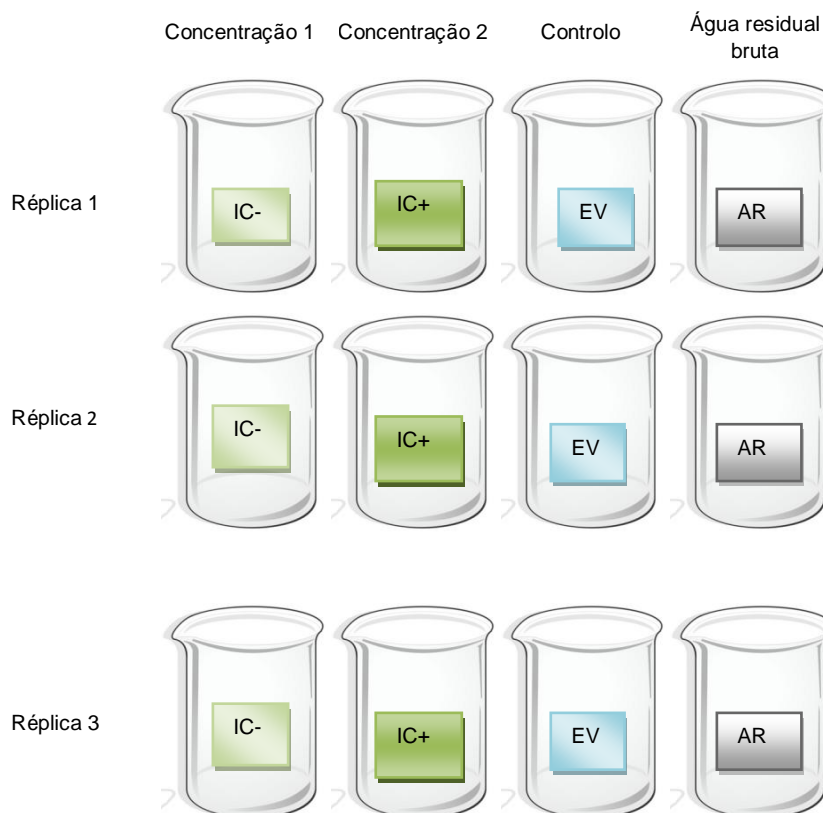 Concentração 1 Concentração 2 Controlo Água residual
bruta
Réplica 1
IC- IC+ EV AR
Réplica 2
IC- IC+ EV AR
Réplica 3
IC- IC+ EV AR